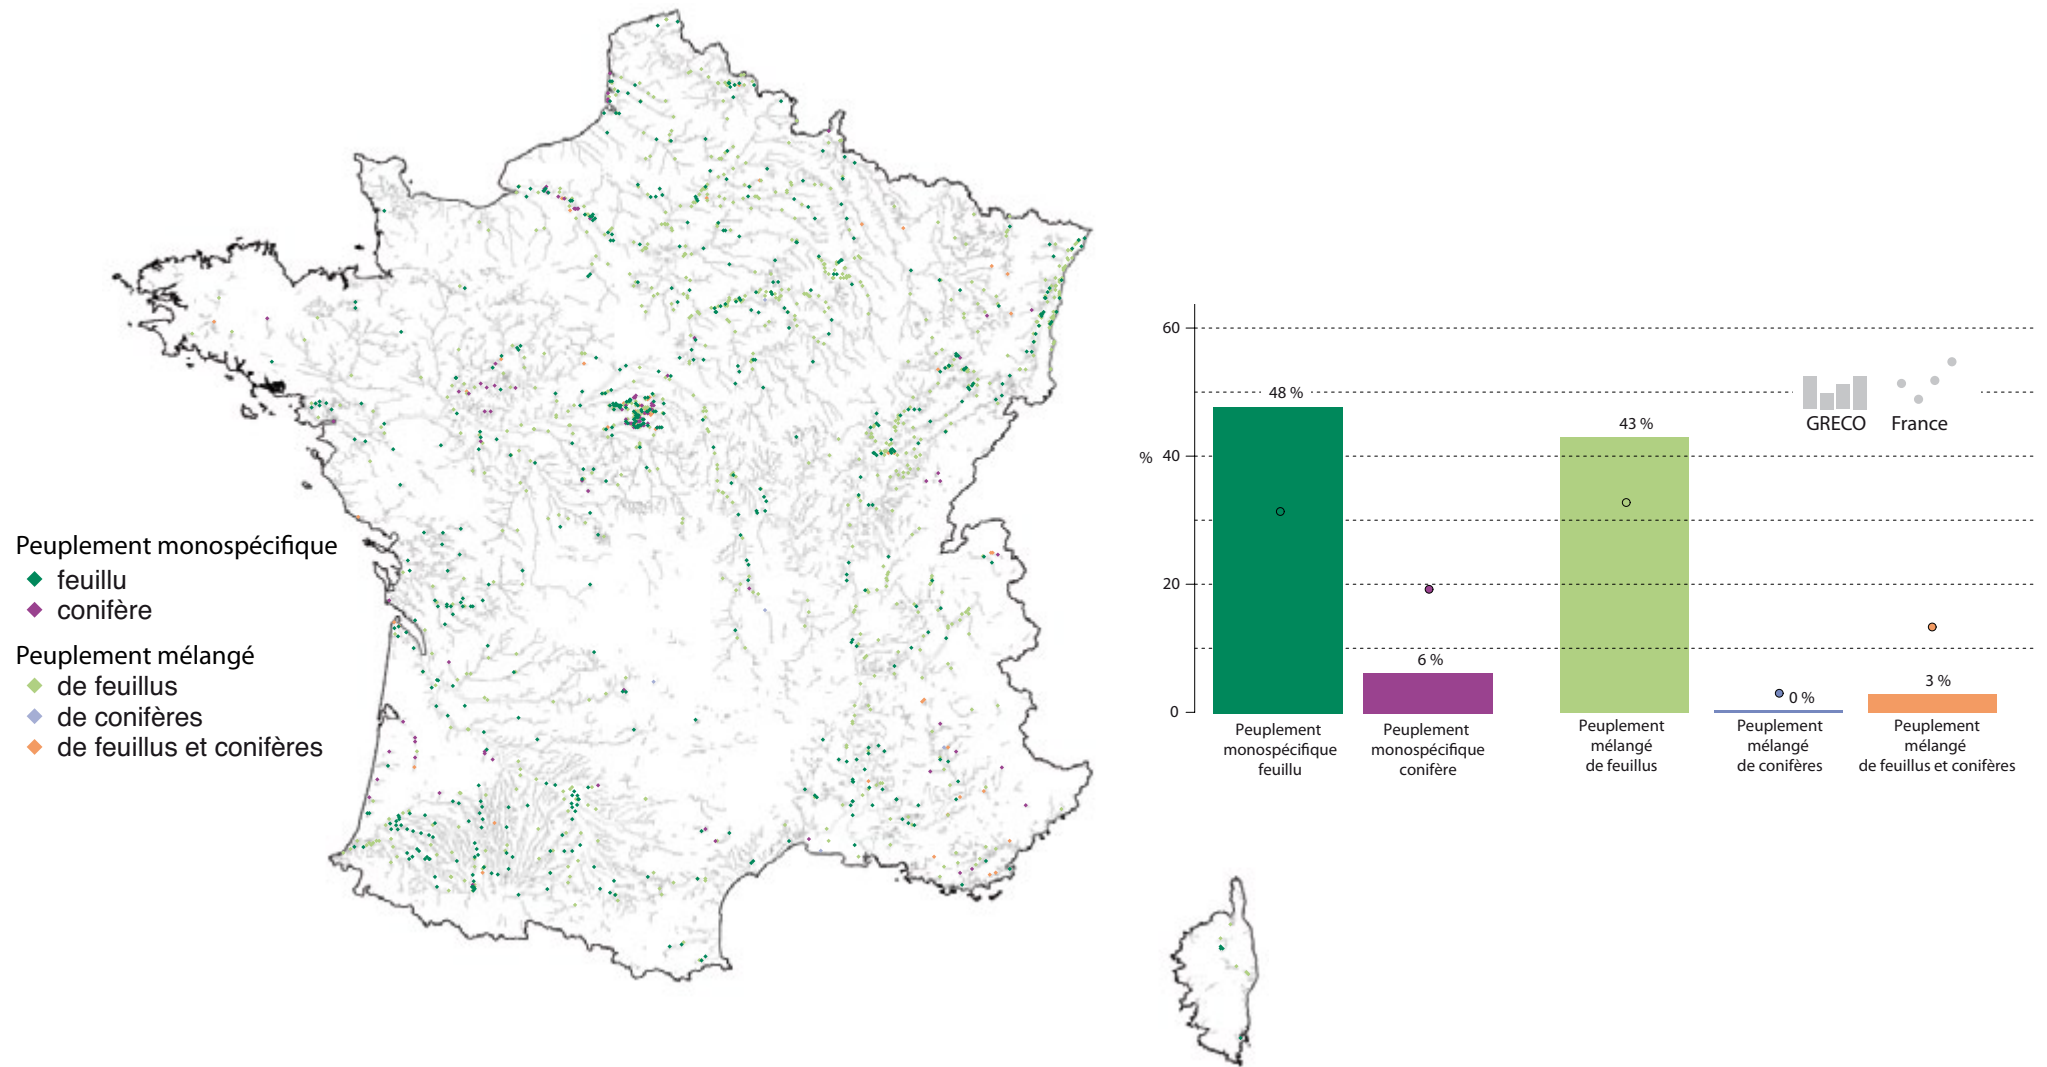 Peuplement monospécifique
feuillu
conifère
Peuplement mélangé
de feuillus
de conifères
de feuillus et conifères
60
48 %
43 %
GRECO
France
% 40
20
6 %
0 %
3 %
0
Peuplement
monospécifique
feuillu
Peuplement
monospécifique
conifère
Peuplement
mélangé
de feuillus
Peuplement
mélangé
de conifères
Peuplement
mélangé
de feuillus et conifères